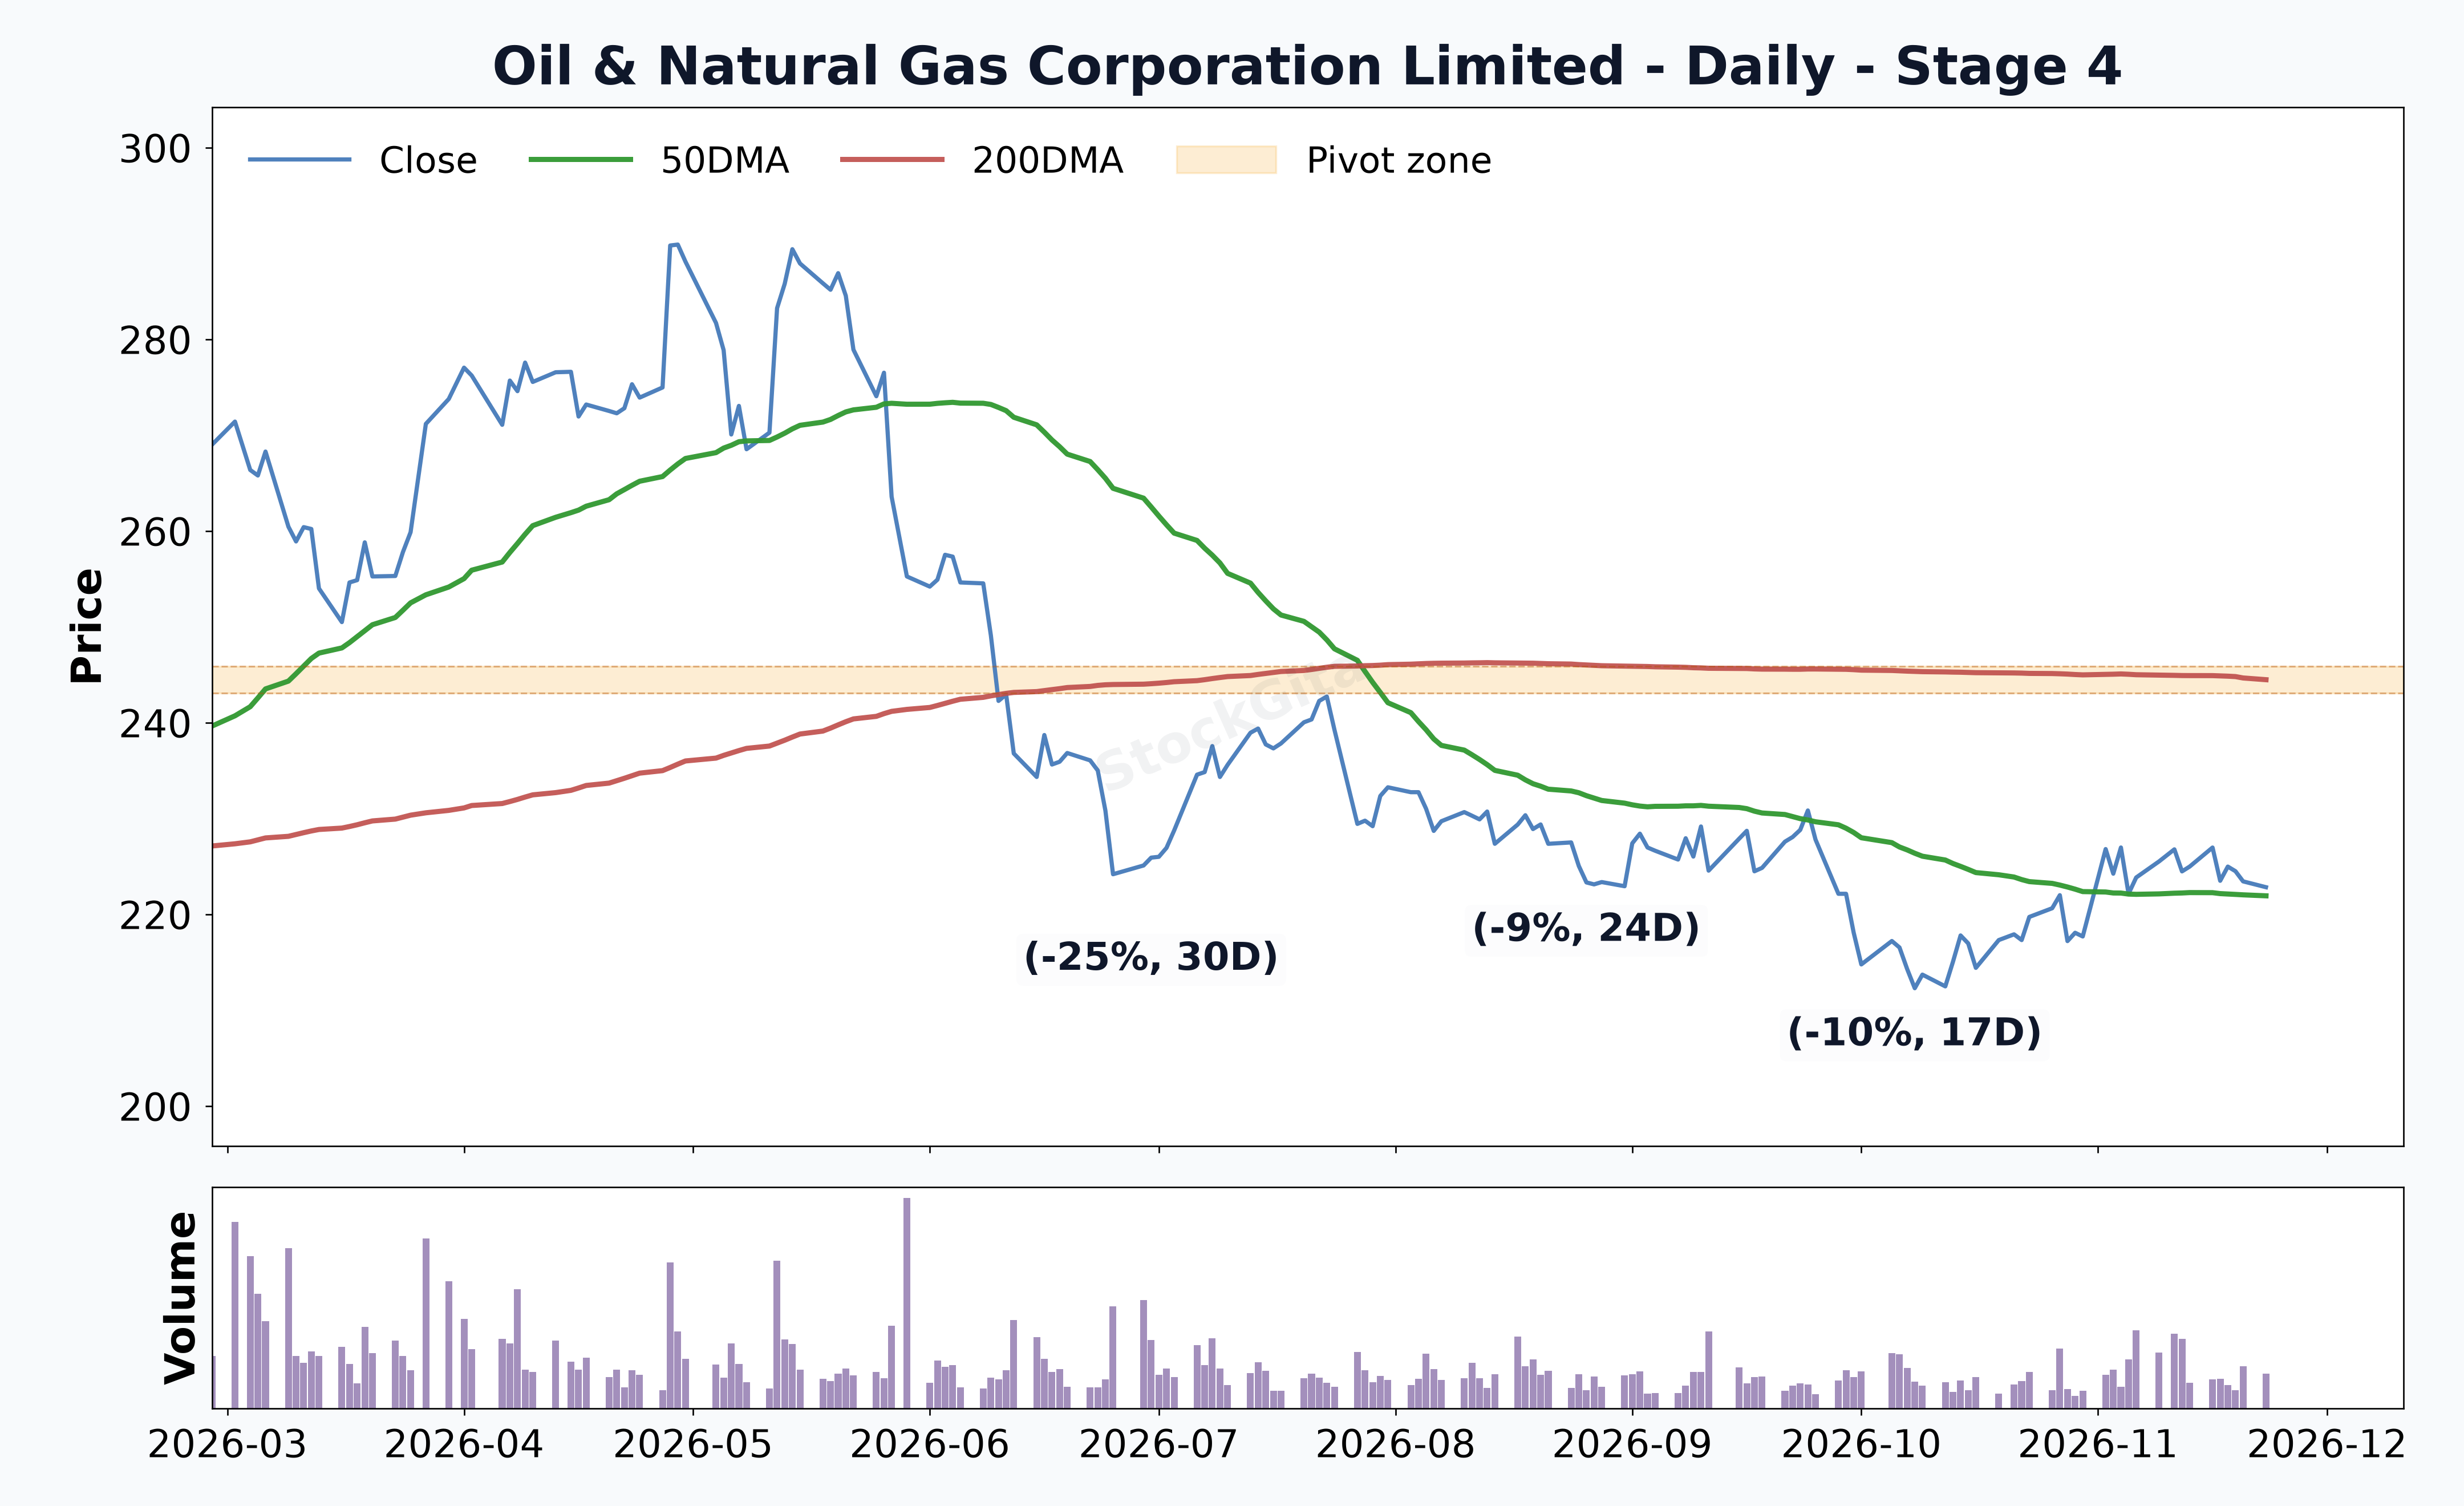 Oil & Natural Gas Corporation Limited - Daily - Stage 4
Close 50DMA 200DMA Pivot zone
300
280
260
240
220
200
Price
StockGita
(-25%, 30D)
(-9%, 24D)
(-10%, 17D)
Volume
2026-03 2026-04 2026-05 2026-06 2026-07 2026-08 2026-09 2026-10 2026-11 2026-12